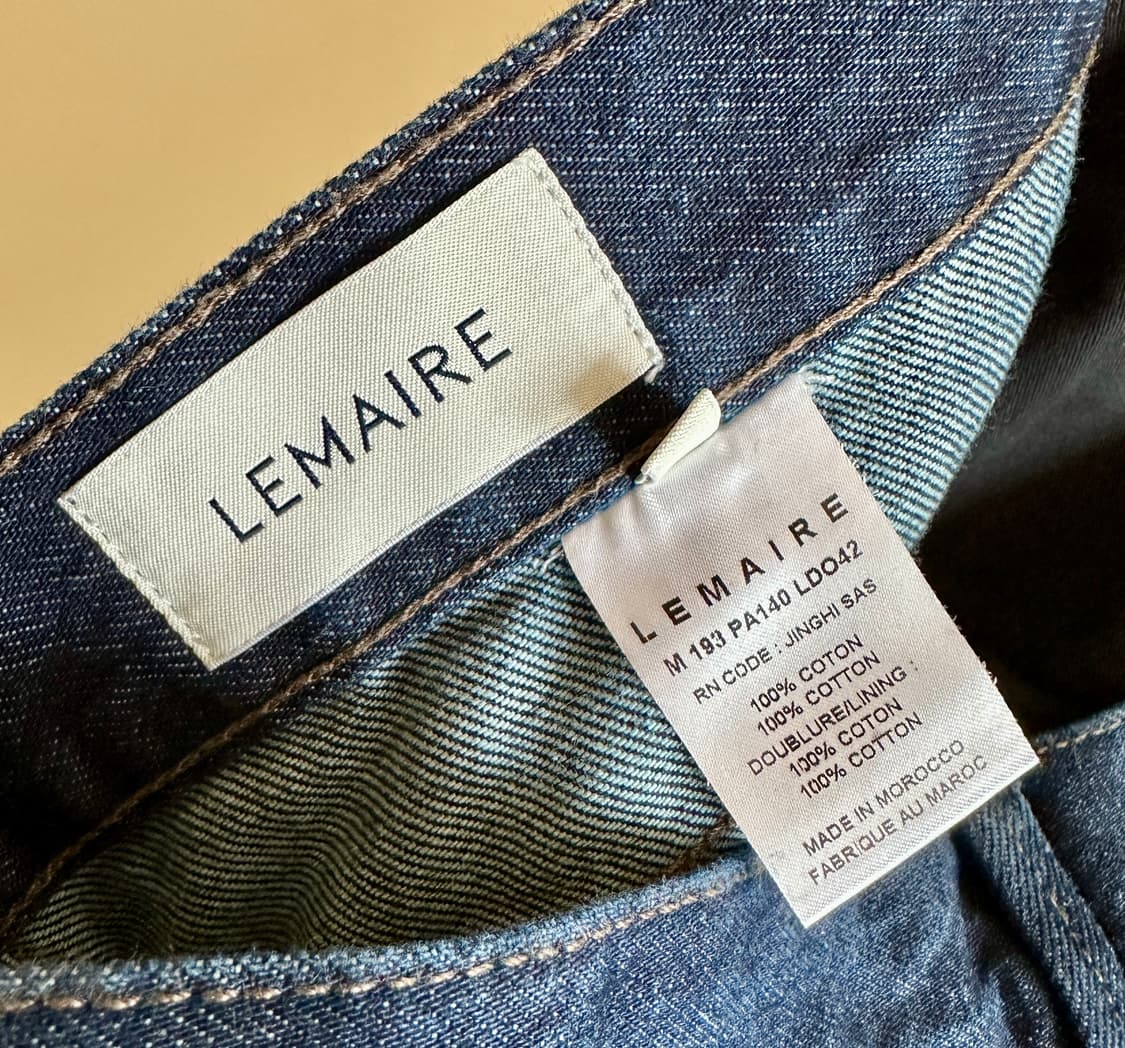 LEMAIRE
LEMAIRE
M 193 PA140 LDO42
RN CODE : JINGHI SAS
100% COTON
100% COTTON
DOUBLURE/LINING :
100% COTON
100% COTTON
MADE IN MOROCCO
FABRIQUE AU MAROC